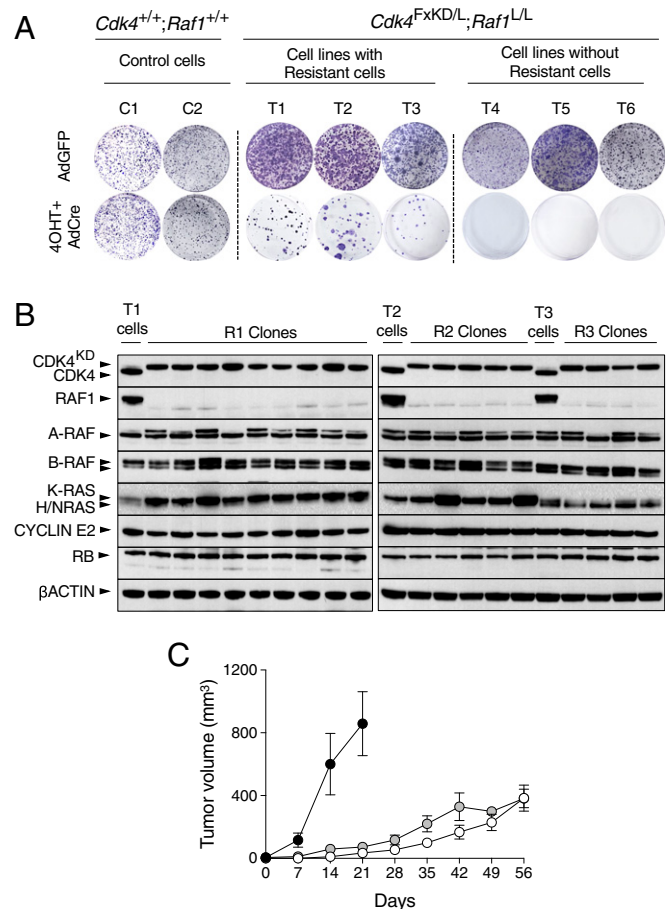 A
Cdk4+/+;Raf1+/+
Cdk4FxKD/L;Raf1L/L
Control cells
Cell lines with
Resistant cells
Cell lines without
Resistant cells
C1 C2 T1 T2 T3 T4 T5 T6
AdGFP
4OHT+
AdCre
B
T1
cells
R1 Clones
T2
cells
R2 Clones
T3
cells
R3 Clones
CDK4KD
CDK4
RAF1
A-RAF
B-RAF
K-RAS
H/NRAS
CYCLIN E2
RB
βACTIN
C
Tumor volume (mm3)
1200
800
400
0
0 7 14 21 28 35 42 49 56
Days